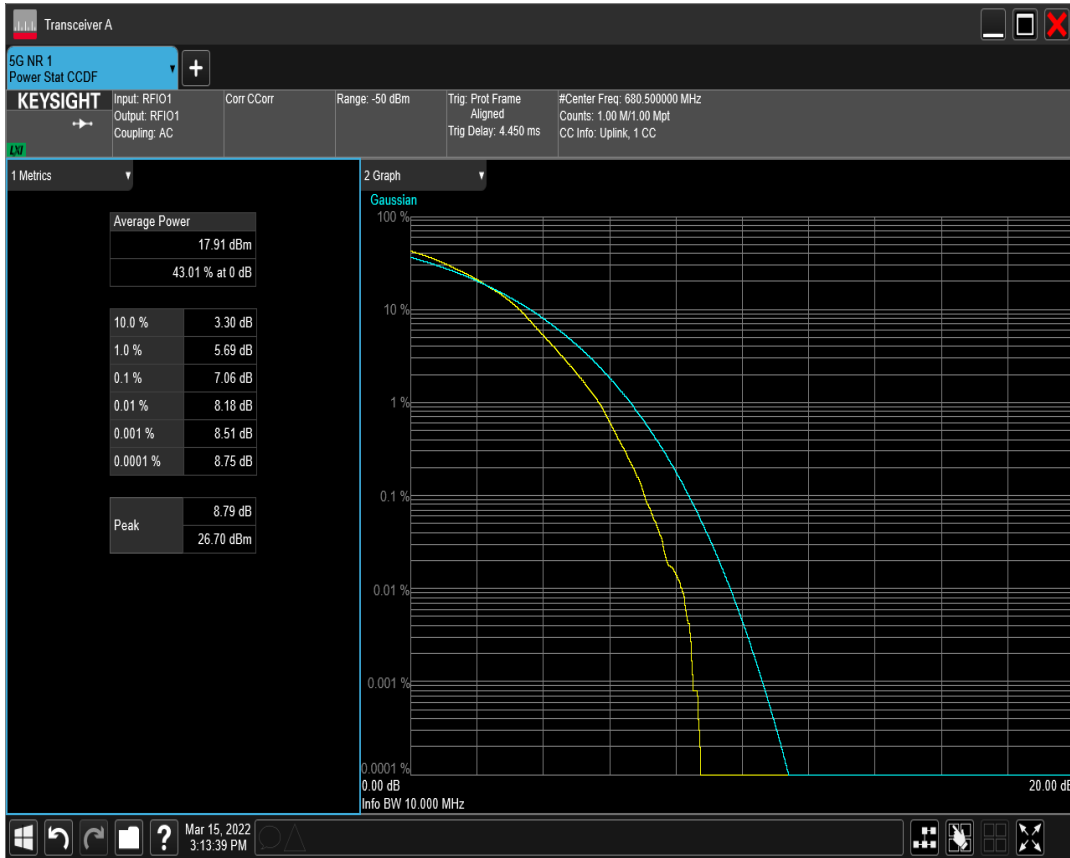 Transceiver A
5G NR 1
Power Stat CCDF
KEYSIGHT
LXI
Input: RFIO1
Output: RFIO1
Coupling: AC
Corr CCorr
Range: -50 dBm
Trig: Prot Frame
Aligned
Trig Delay: 4.450 ms
#Center Freq: 680.500000 MHz
Counts: 1.00 M/1.00 Mpt
CC Info: Uplink, 1 CC
1 Metrics
Average Power
17.91 dBm
43.01 % at 0 dB
10.0 % 3.30 dB
1.0 % 5.69 dB
0.1 % 7.06 dB
0.01 % 8.18 dB
0.001 % 8.51 dB
0.0001 % 8.75 dB
Peak 8.79 dB
26.70 dBm
2 Graph
Gaussian
100 %
10 %
1 %
0.1 %
0.01 %
0.001 %
0.0001 %
0.00 dB 20.00 dB
Info BW 10.000 MHz
? Mar 15, 2022
3:13:39 PM